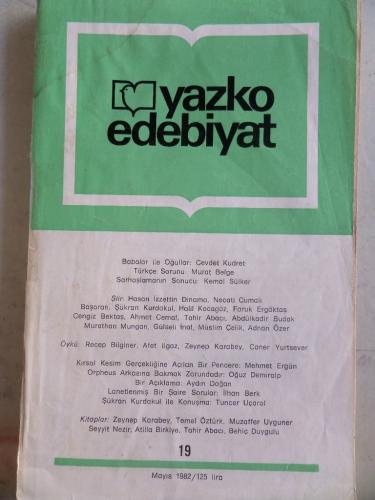 yazko
edebiyat
Babalar ile Oğullar: Cevdet Kudret
Türkçe Sorunu: Murat Belge
Sarhoşlamanın Sonucu: Kemal Sülker
Şiir: Hasan İzzettin Dinamo, Necati Cumalı
Başaran, Şükran Kurdakul, Halil Kocagöz, Faruk Ergöktaş
Cengiz Bektaş, Ahmet Cemal, Tahir Abacı, Abdülkadir Budak
Murathan Mungan, Gülseli İnal, Müslim Çelik, Adnan Özer
Öykü: Recep Bilginer, Afet Ilgaz, Zeynep Karabey, Caner Yurtsever
Kırsal Kesim Gerçekliğine Açılan Bir Pencere: Mehmet Ergün
Orpheus Arkasına Bakmak Zorundadır: Oğuz Demiralp
Bir Açıklama: Aydın Doğan
Lanetlenmiş Bir Şaire Sorular: İlhan Berk
Şükran Kurdakul ile Konuşma: Tuncer Uçarol
Kitaplar: Zeynep Karabey, Temel Öztürk, Muzaffer Uyguner
Seyyit Nezir, Atilla Birkiye, Tahir Abacı, Behiç Duygulu
19
Mayıs 1982/125 lira